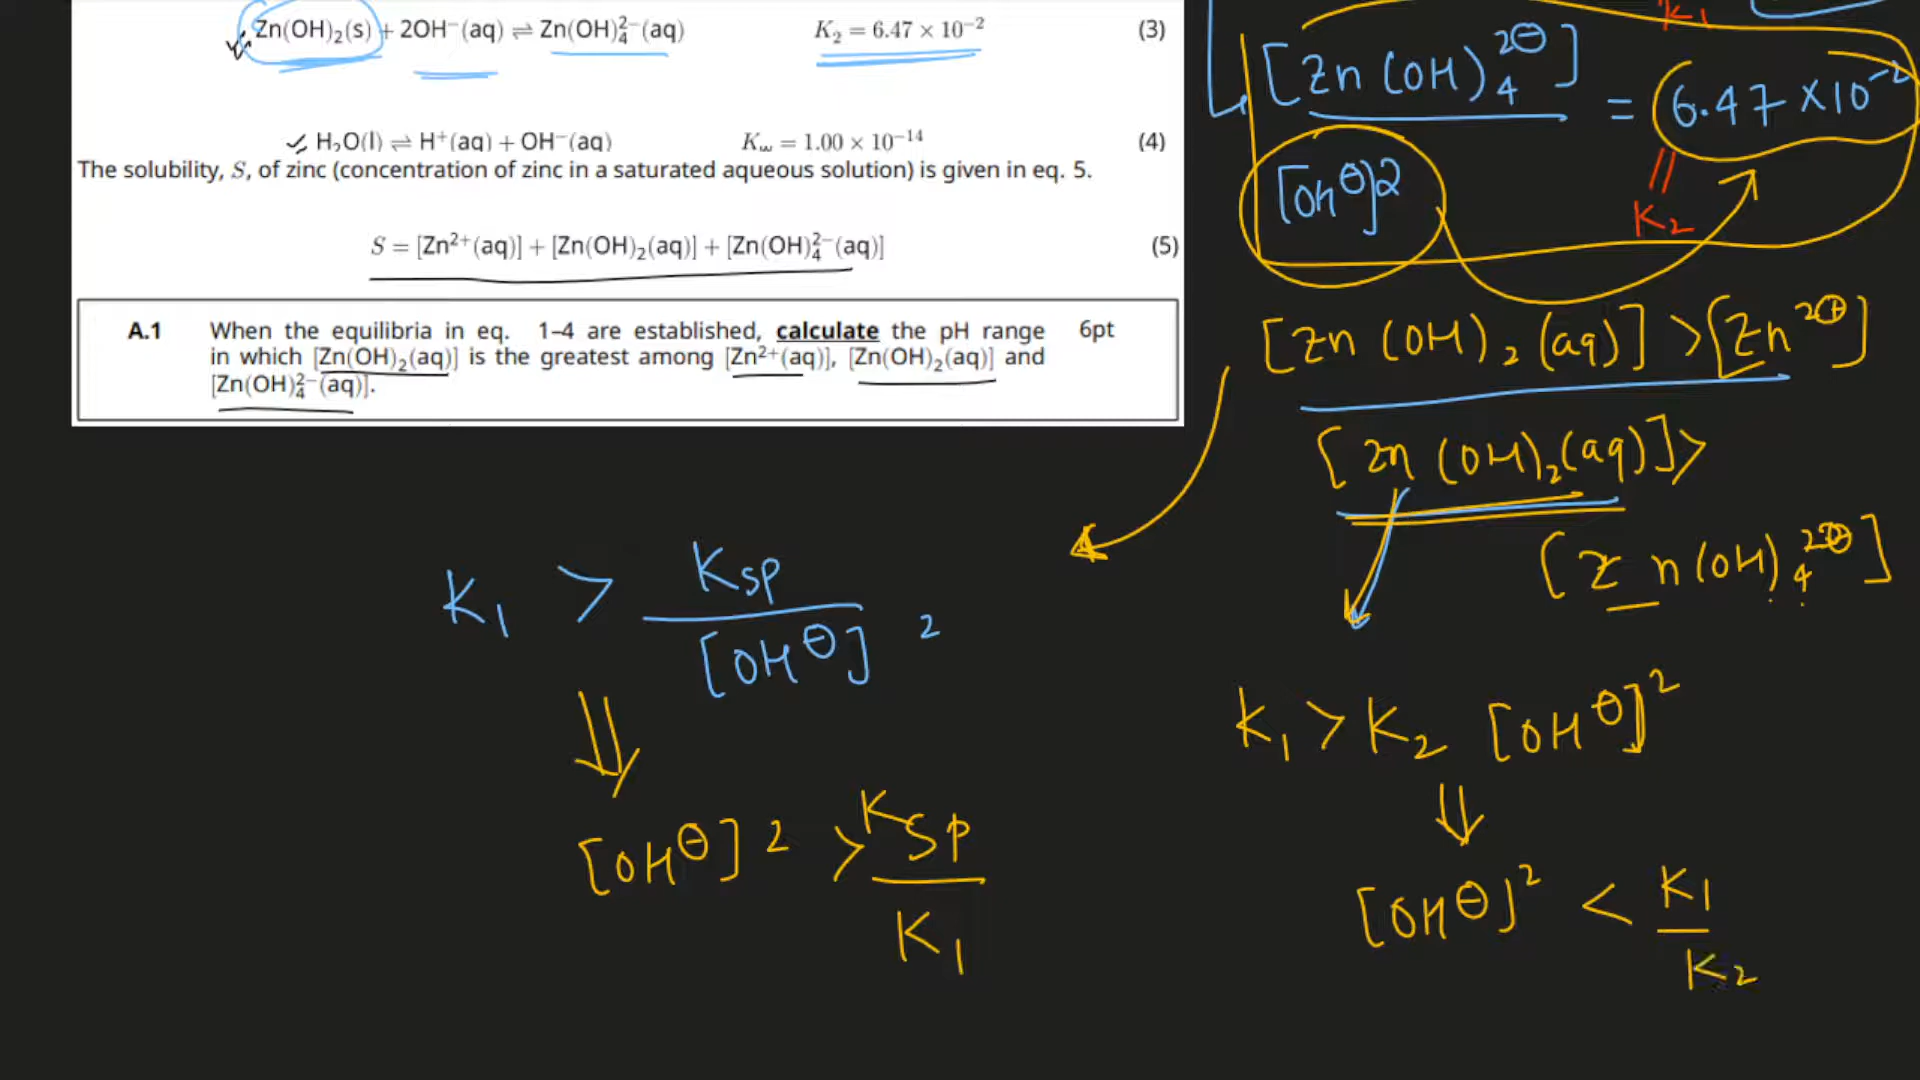 Zn(OH)₂(s) + 2OH⁻(aq) ⇌ Zn(OH)₄²⁻(aq) K₂ = 6.47 × 10⁻² (3)
H₂O(l) ⇌ H⁺(aq) + OH⁻(aq) K_w = 1.00 × 10⁻¹⁴ (4)
The solubility, S, of zinc (concentration of zinc in a saturated aqueous solution) is given in eq. 5.
S = [Zn²⁺(aq)] + [Zn(OH)₂(aq)] + [Zn(OH)₄²⁻(aq)] (5)
A.1 When the equilibria in eq. 1–4 are established, calculate the pH range 6pt
in which [Zn(OH)₂(aq)] is the greatest among [Zn²⁺(aq)], [Zn(OH)₂(aq)] and
[Zn(OH)₄²⁻(aq)].
K₁
[Zn(OH)₄²⊖] = 6.47 × 10⁻²
[OH⊖]2
||
K₂
[Zn(OH)₂(aq)] > [Zn²⊕]
[Zn(OH)₂(aq)] >
[Zn(OH)₄²⊖]
K₁ > Ksp
[OH⊖]²
⇓
[OH⊖]² > Ksp
K₁
K₁ > K₂ [OH⊖]²
⇓
[OH⊖]² < K₁
K₂